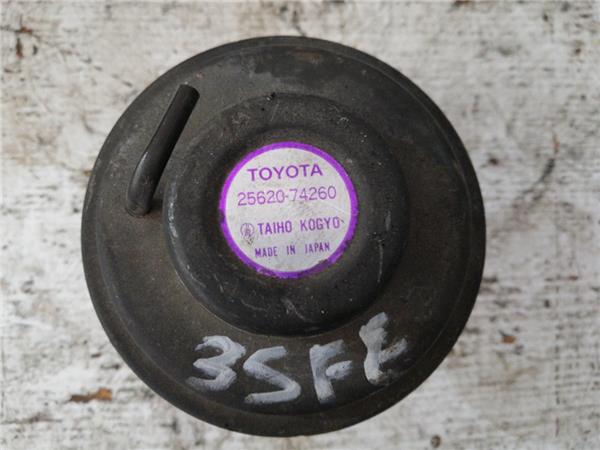 TOYOTA
25620-74260
TAIHO KOGYO
MADE IN JAPAN
3SFE